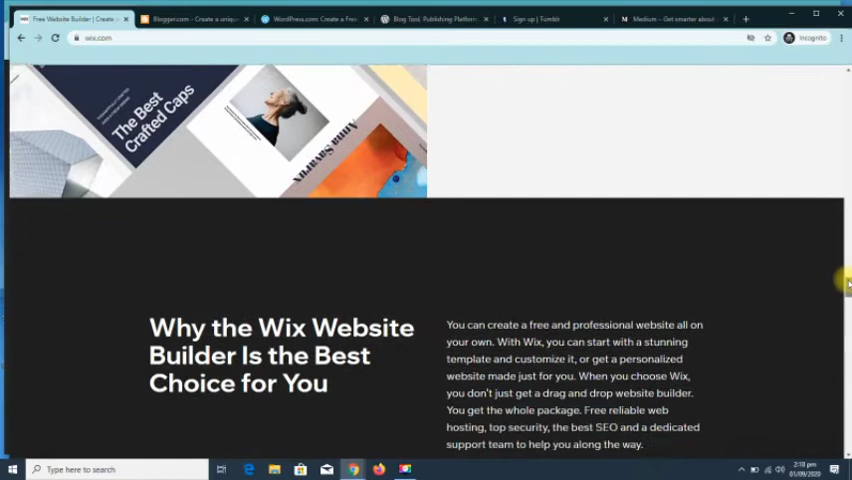 Free Website Builder | Create
Blogger.com - Create a uniqu
WordPress.com: Create a Free
Blog Tool, Publishing Platform
Sign up | Tumblr
Medium – Get smarter about
wix.com
Incognito
The Best
Crafted Caps
Why the Wix Website
Builder Is the Best
Choice for You
You can create a free and professional website all on
your own. With Wix, you can start with a stunning
template and customize it, or get a personalized
website made just for you. When you choose Wix,
you don't just get a drag and drop website builder.
You get the whole package. Free reliable web
hosting, top security, the best SEO and a dedicated
support team to help you along the way.
Type here to search
2:18 pm
01/09/2020